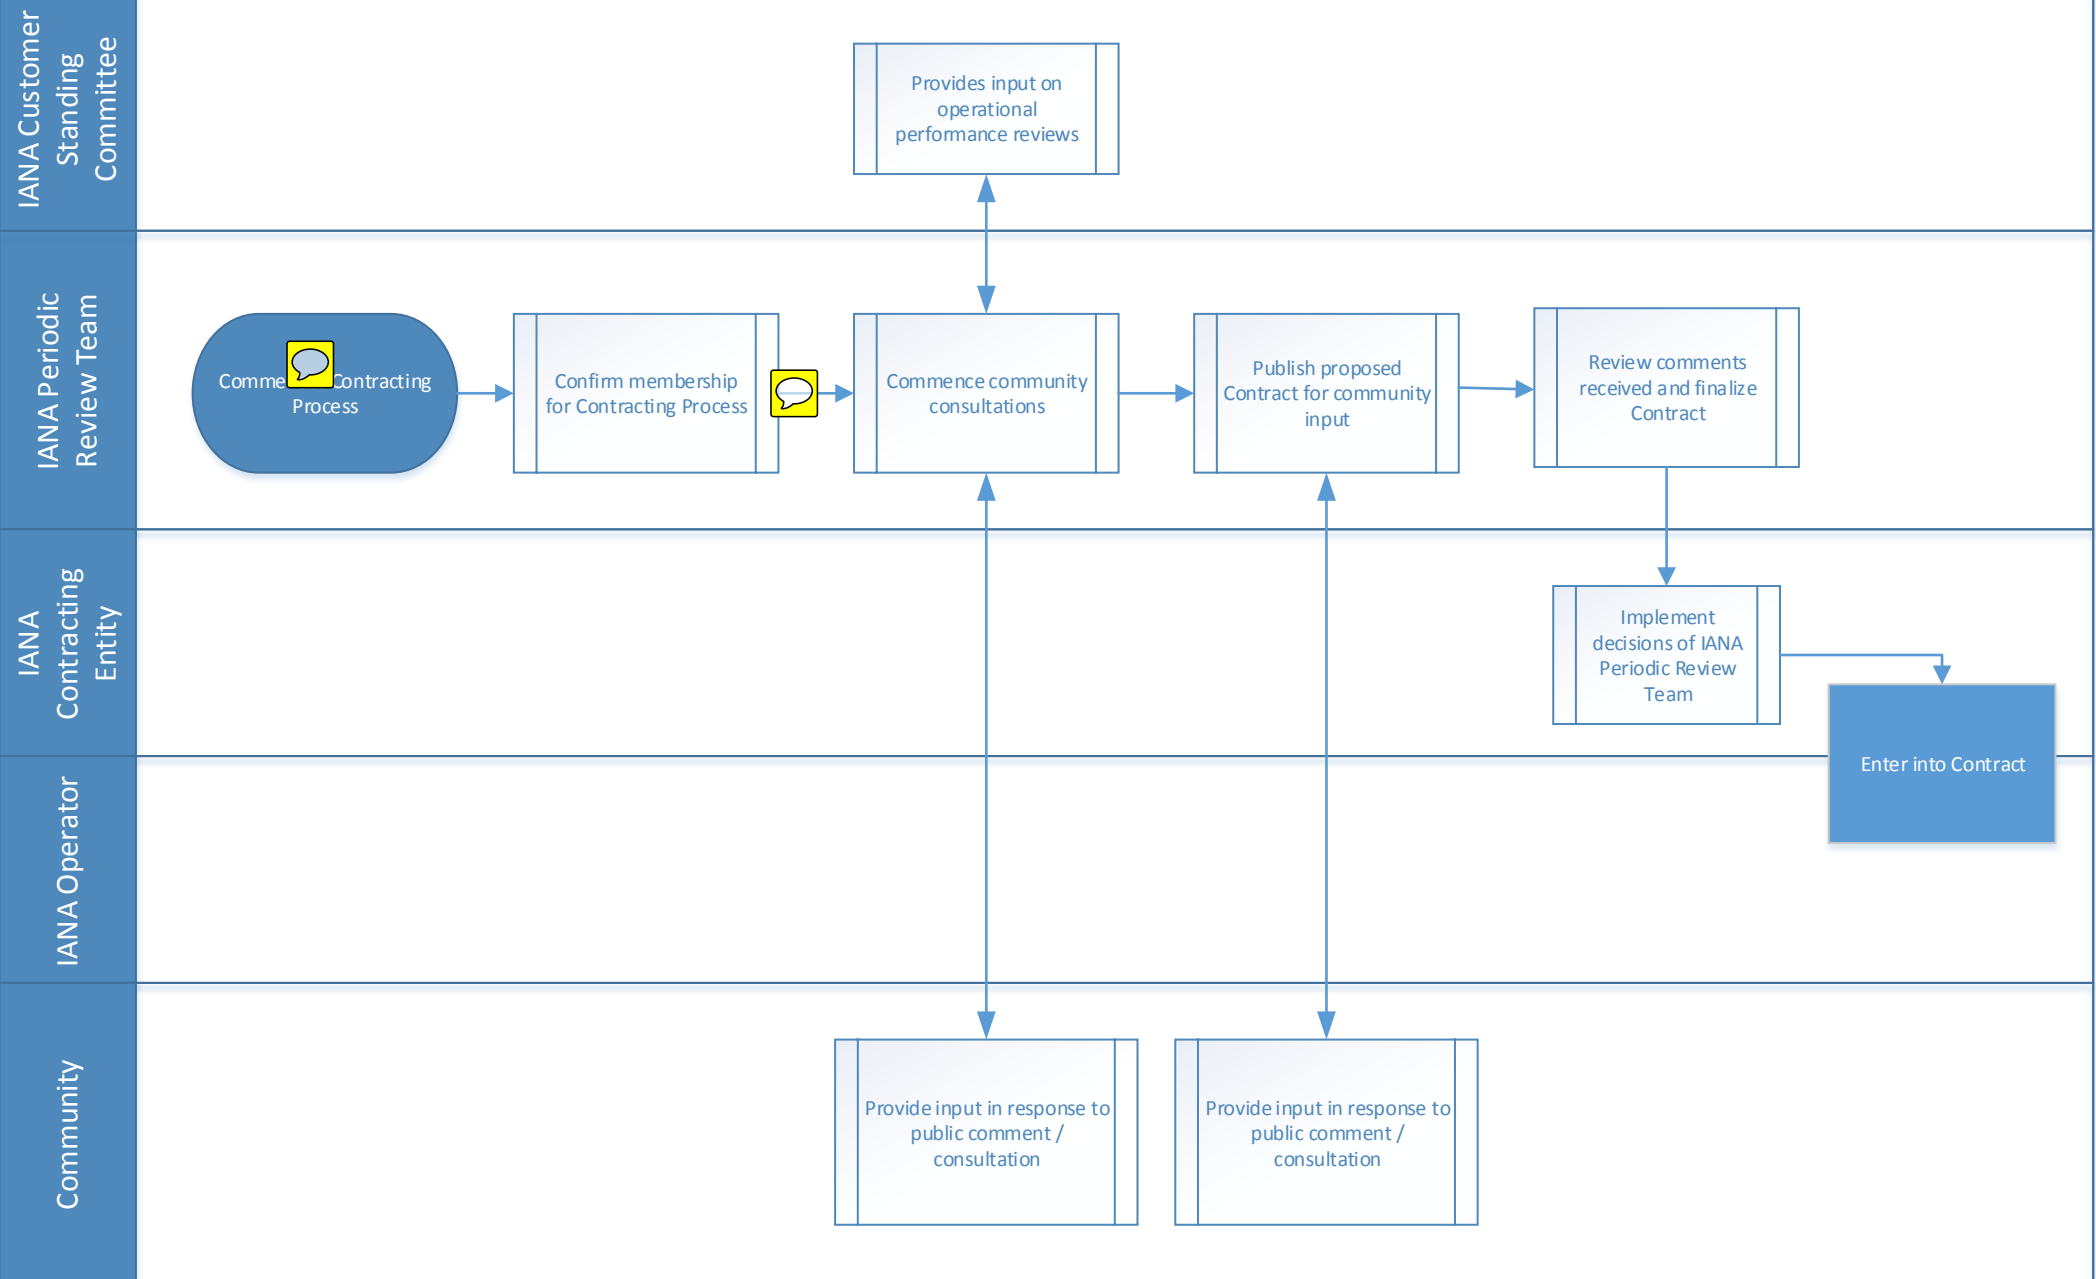 IANA Customer
Standing
Committee
Provides input on
operational
performance reviews
IANA Periodic
Review Team
Contracting
Process
Confirm membership
for Contracting Process
Commence community
consultations
Publish proposed
Contract for community
input
Review comments
received and finalize
Contract
IANA
Contracting
Entity
Implement
decisions of IANA
Periodic Review
Team
Enter into Contract
IANA Operator
Community
Provide input in response to
public comment /
consultation
Provide input in response to
public comment /
consultation